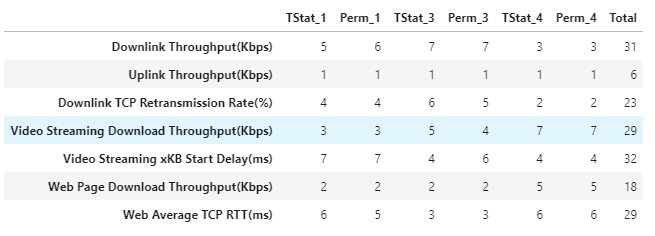 TStat_1 Perm_1 TStat_3 Perm_3 TStat_4 Perm_4 Total
Downlink Throughput(Kbps) 5 6 7 7 3 3 31
Uplink Throughput(Kbps) 1 1 1 1 1 1 6
Downlink TCP Retransmission Rate(%) 4 4 6 5 2 2 23
Video Streaming Download Throughput(Kbps) 3 3 5 4 7 7 29
Video Streaming xKB Start Delay(ms) 7 7 4 6 4 4 32
Web Page Download Throughput(Kbps) 2 2 2 2 5 5 18
Web Average TCP RTT(ms) 6 5 3 3 6 6 29